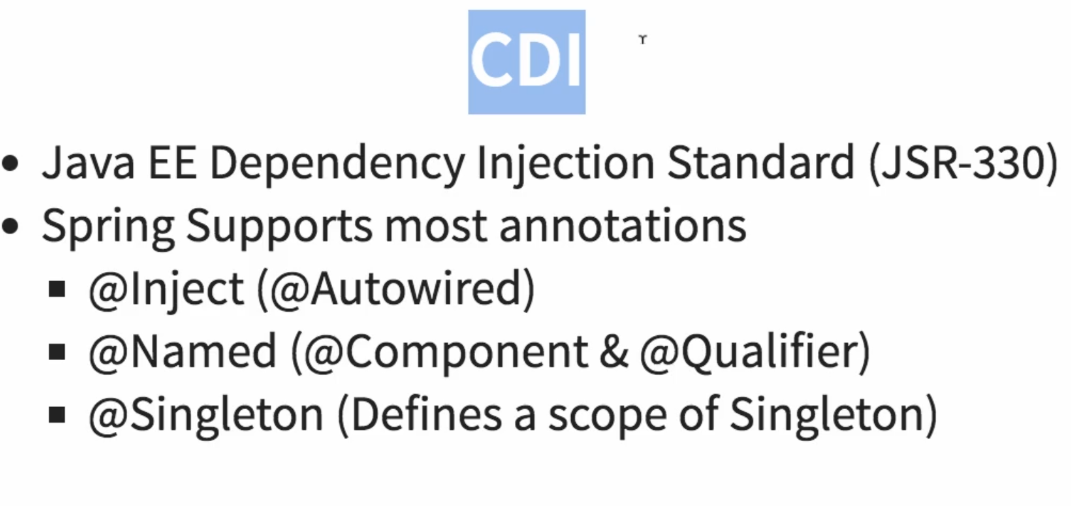 CDI
• Java EE Dependency Injection Standard (JSR-330)
• Spring Supports most annotations
▪ @Inject (@Autowired)
▪ @Named (@Component & @Qualifier)
▪ @Singleton (Defines a scope of Singleton)